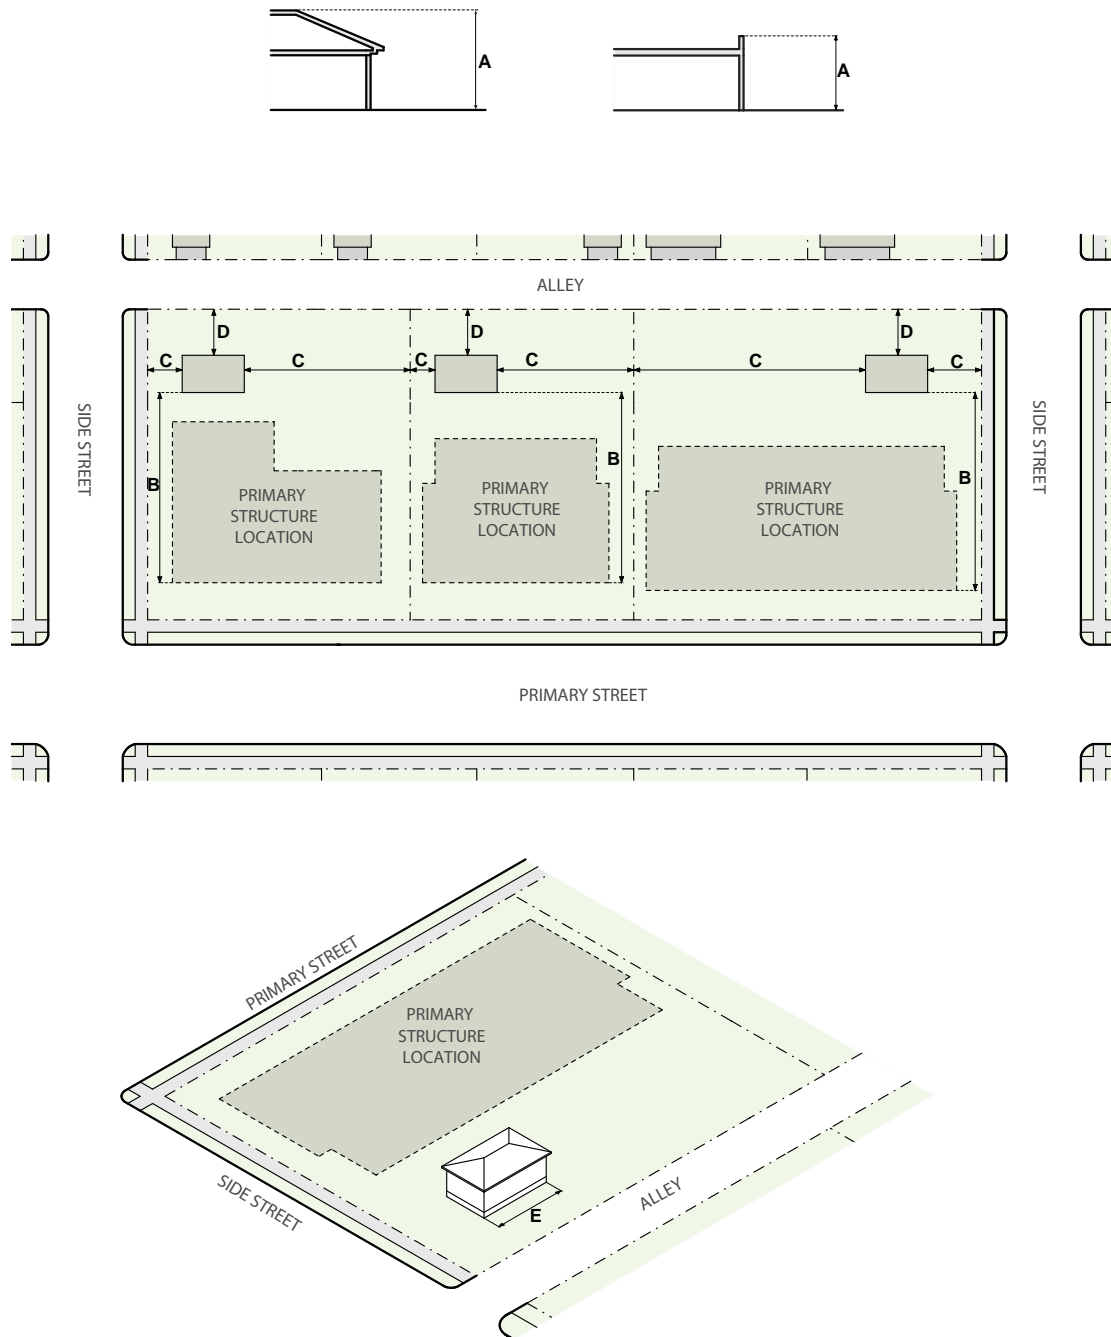 A
A
ALLEY
D
D
D
C
C
C
C
C
C
SIDE STREET
SIDE STREET
B
B
B
PRIMARY
STRUCTURE
LOCATION
PRIMARY
STRUCTURE
LOCATION
PRIMARY
STRUCTURE
LOCATION
PRIMARY STREET
PRIMARY STREET
PRIMARY
STRUCTURE
LOCATION
SIDE STREET
ALLEY
E